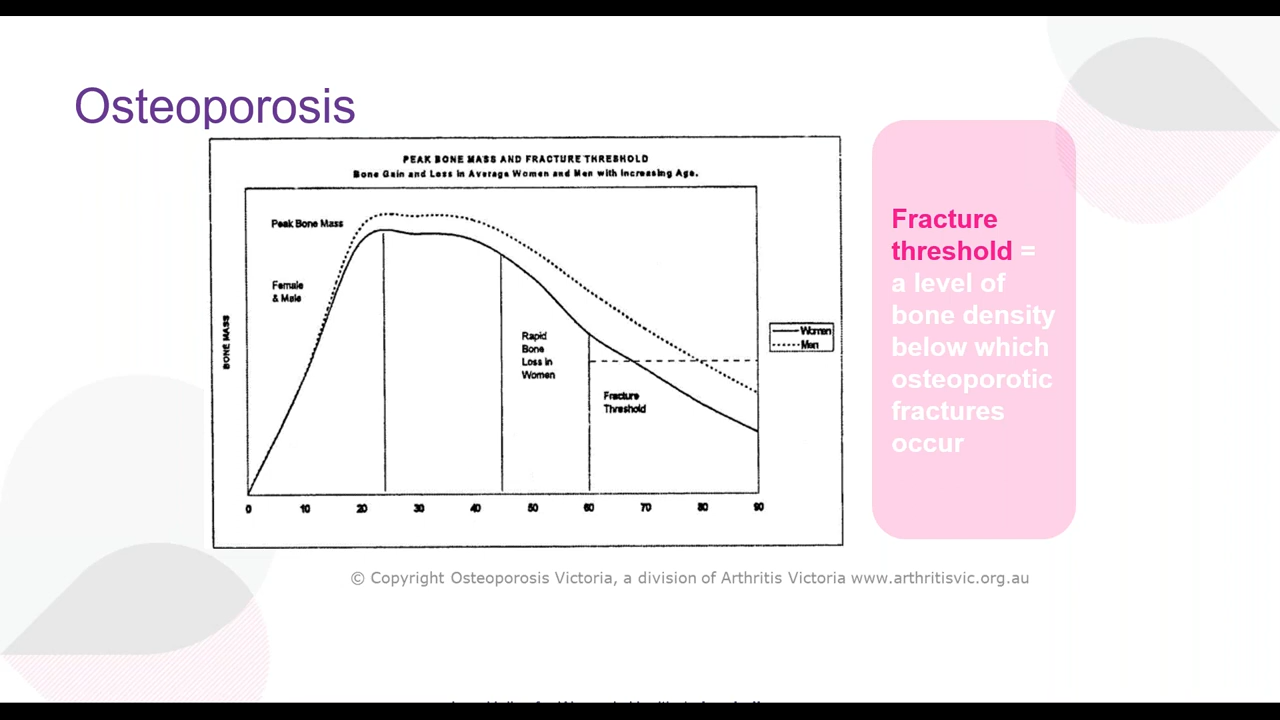 Osteoporosis
PEAK BONE MASS AND FRACTURE THRESHOLD
Bone Gain and Loss in Average Women and Men with Increasing Age.
Peak Bone Mass
Female
& Male
BONE MASS
Rapid
Bone
Loss in
Women
Fracture
Threshold
Women
Men
0 10 20 30 40 50 60 70 80 90
Fracture
threshold =
a level of
bone density
below which
osteoporotic
fractures
occur
© Copyright Osteoporosis Victoria, a division of Arthritis Victoria www.arthritisvic.org.au